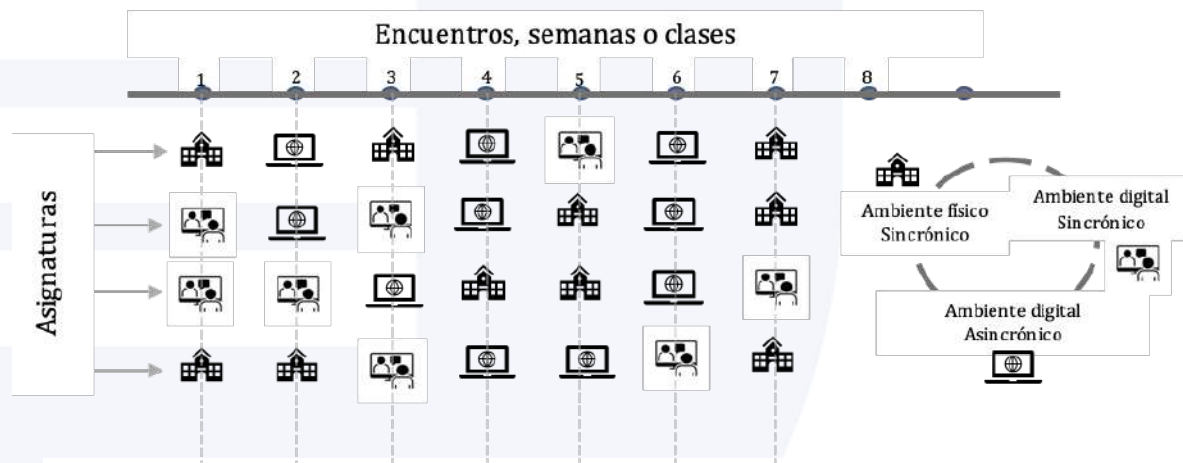 Encuentros, semanas o clases
1 2 3 4 5 6 7 8
Asignaturas
Ambiente físico
Sincrónico
Ambiente digital
Sincrónico
Ambiente digital
Asincrónico